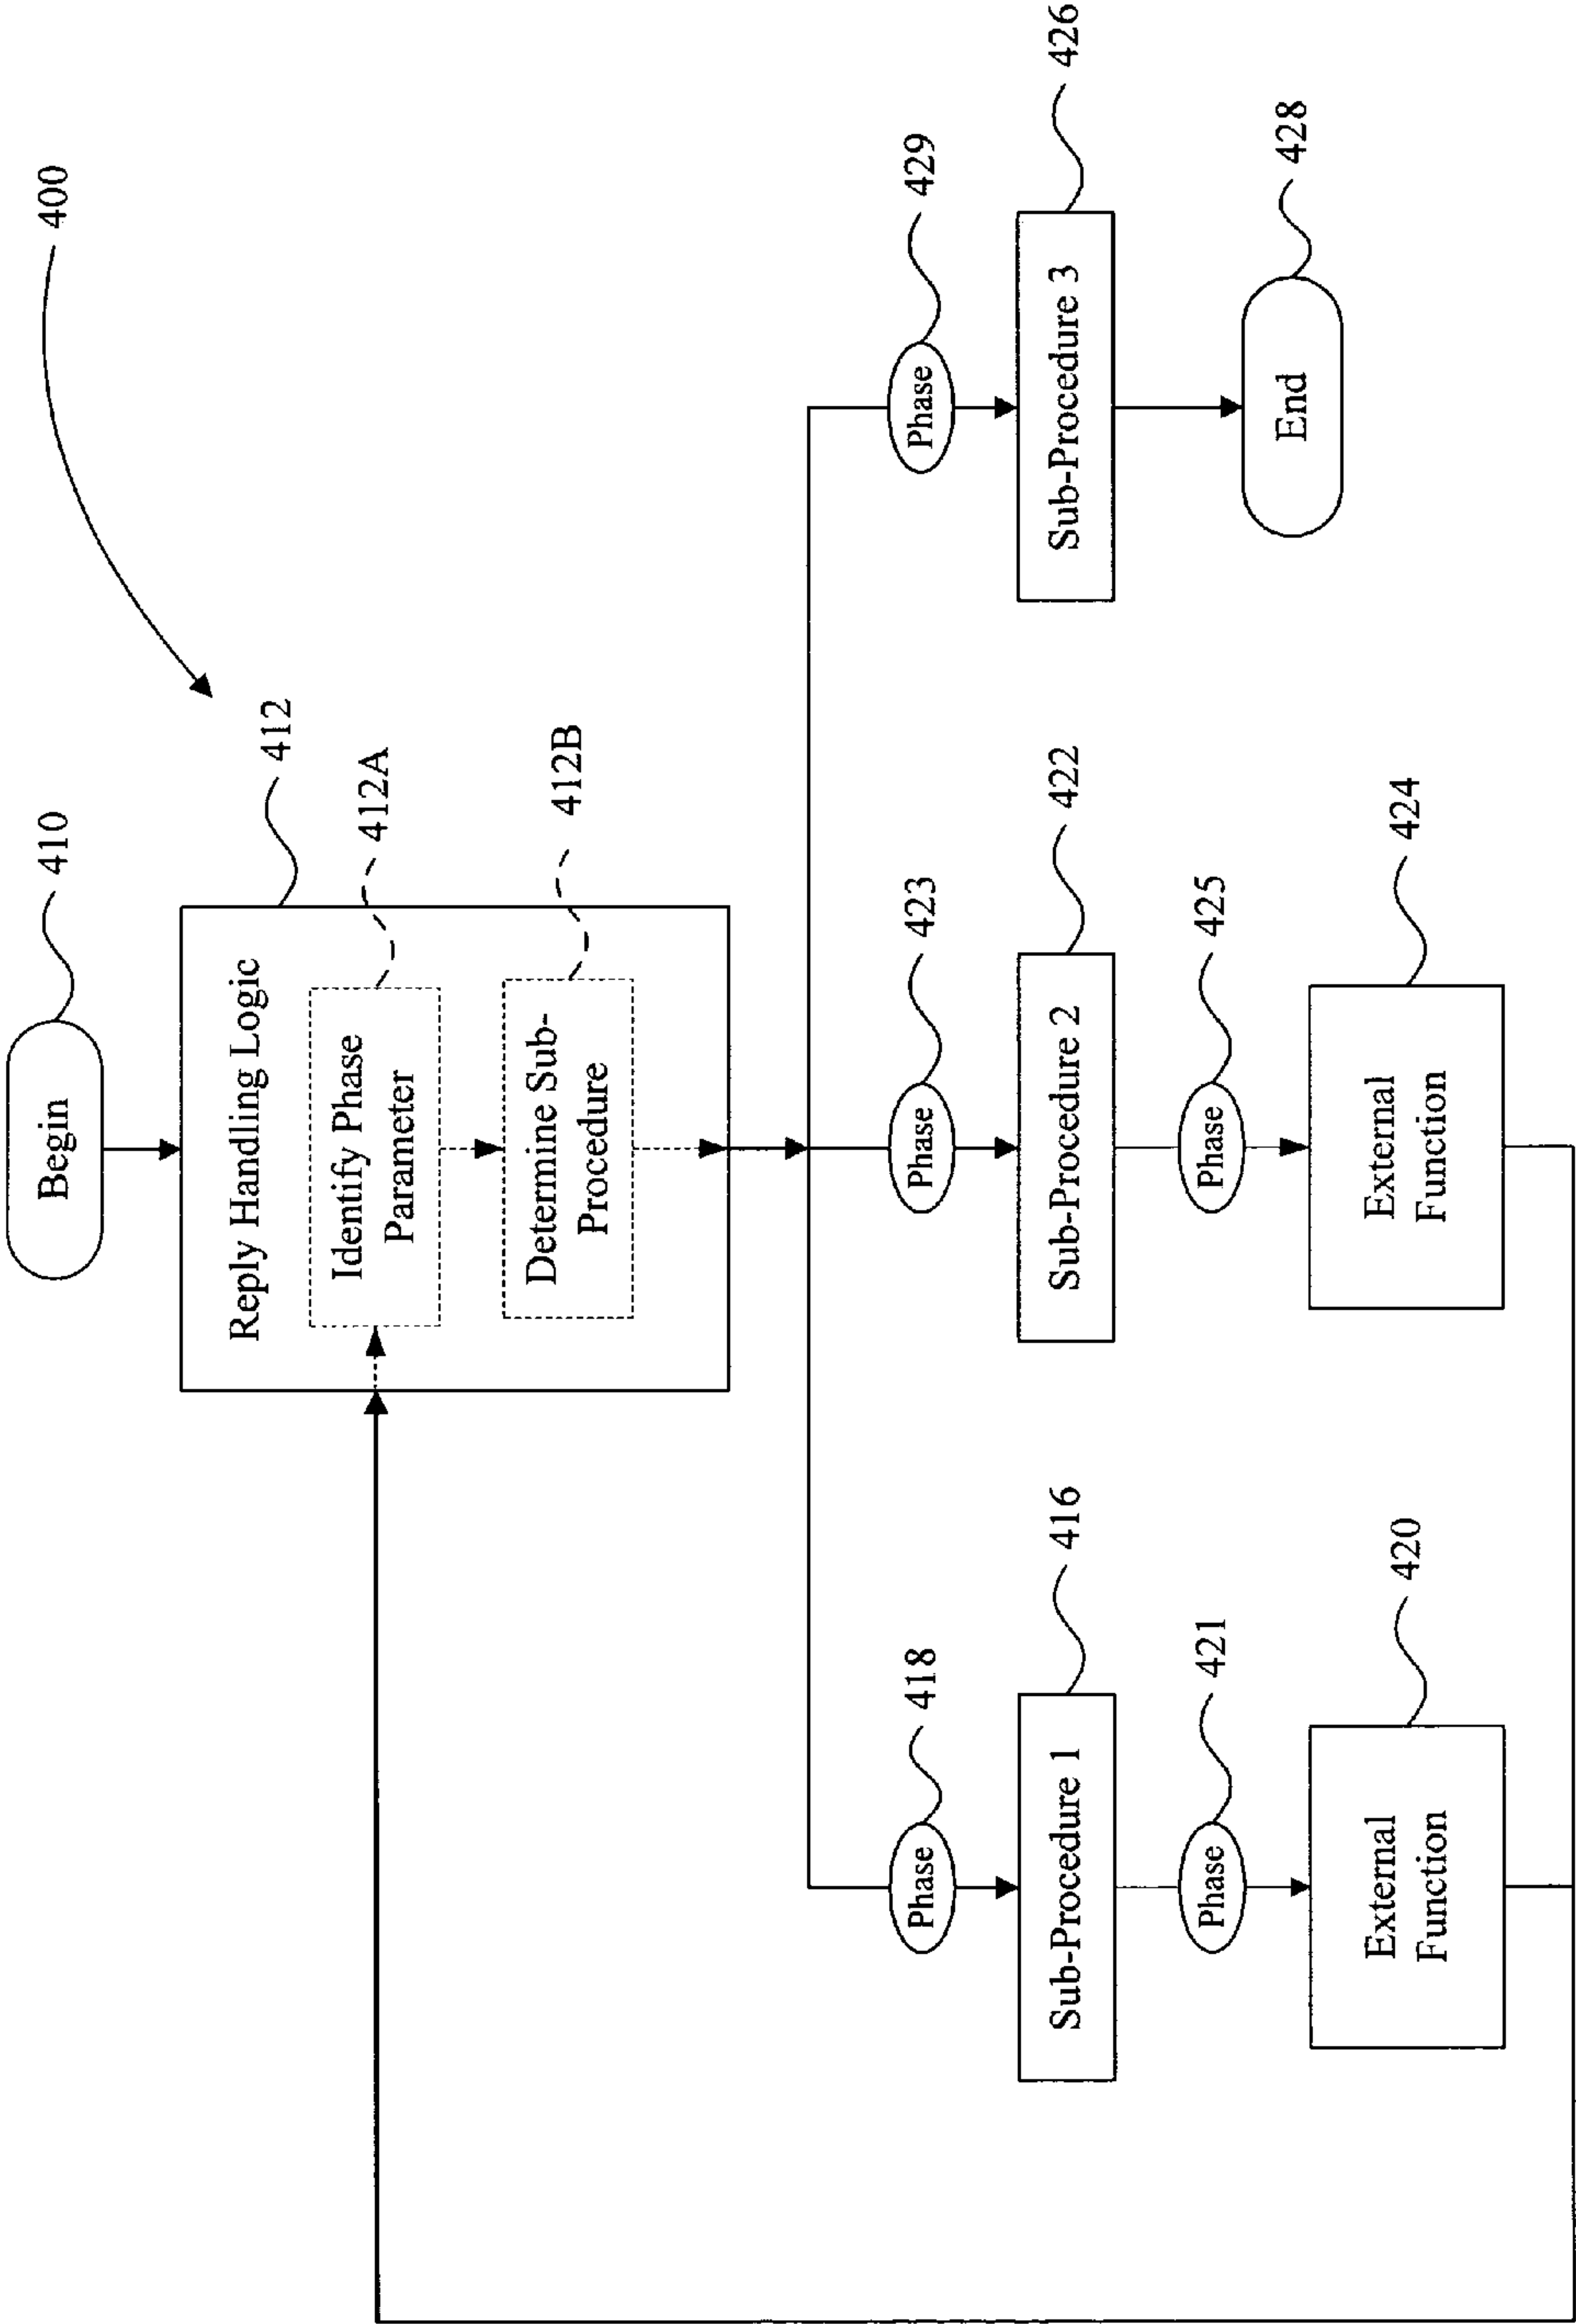 400
Begin
410
Reply Handling Logic
412
Identify Phase
Parameter
412A
Determine Sub-
Procedure
412B
Phase
418
Phase
423
Phase
429
Sub-Procedure 1
416
Sub-Procedure 2
422
Sub-Procedure 3
426
Phase
421
Phase
425
End
428
External
Function
420
External
Function
424